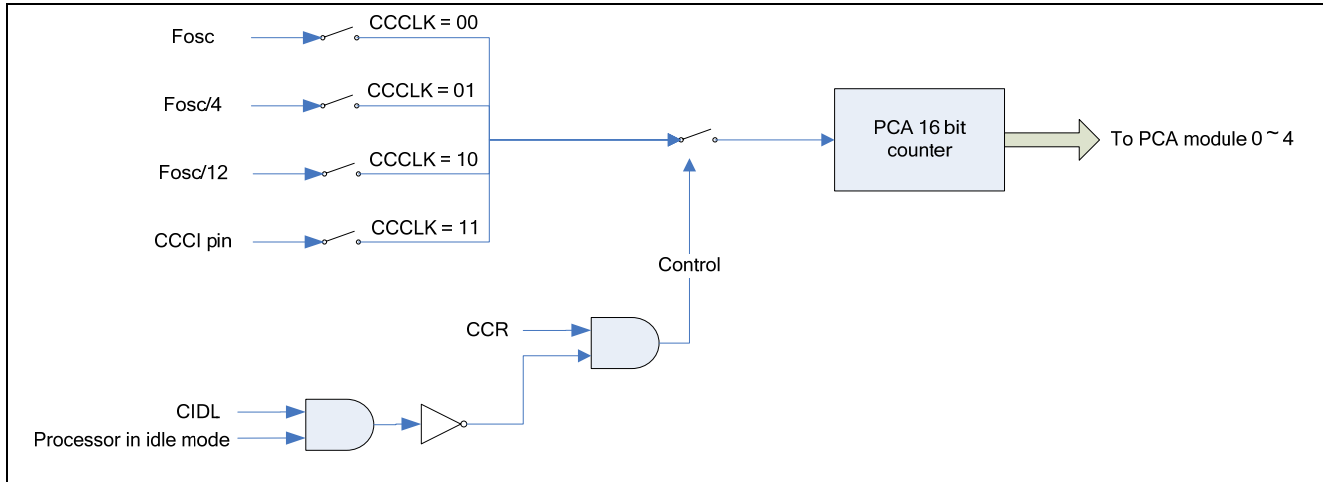 Fosc
CCCLK = 00
Fosc/4
CCCLK = 01
Fosc/12
CCCLK = 10
CCCI pin
CCCLK = 11
PCA 16 bit
counter
To PCA module 0 ~ 4
Control
CCR
CIDL
Processor in idle mode